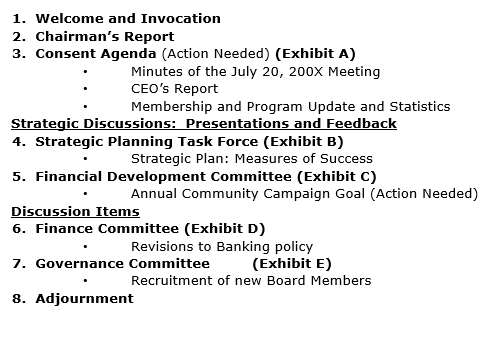 1. Welcome and Invocation
2. Chairman's Report
3. Consent Agenda (Action Needed) (Exhibit A)
• Minutes of the July 20, 200X Meeting
• CEO's Report
• Membership and Program Update and Statistics
Strategic Discussions: Presentations and Feedback
4. Strategic Planning Task Force (Exhibit B)
• Strategic Plan: Measures of Success
5. Financial Development Committee (Exhibit C)
• Annual Community Campaign Goal (Action Needed)
Discussion Items
6. Finance Committee (Exhibit D)
• Revisions to Banking policy
7. Governance Committee (Exhibit E)
• Recruitment of new Board Members
8. Adjournment